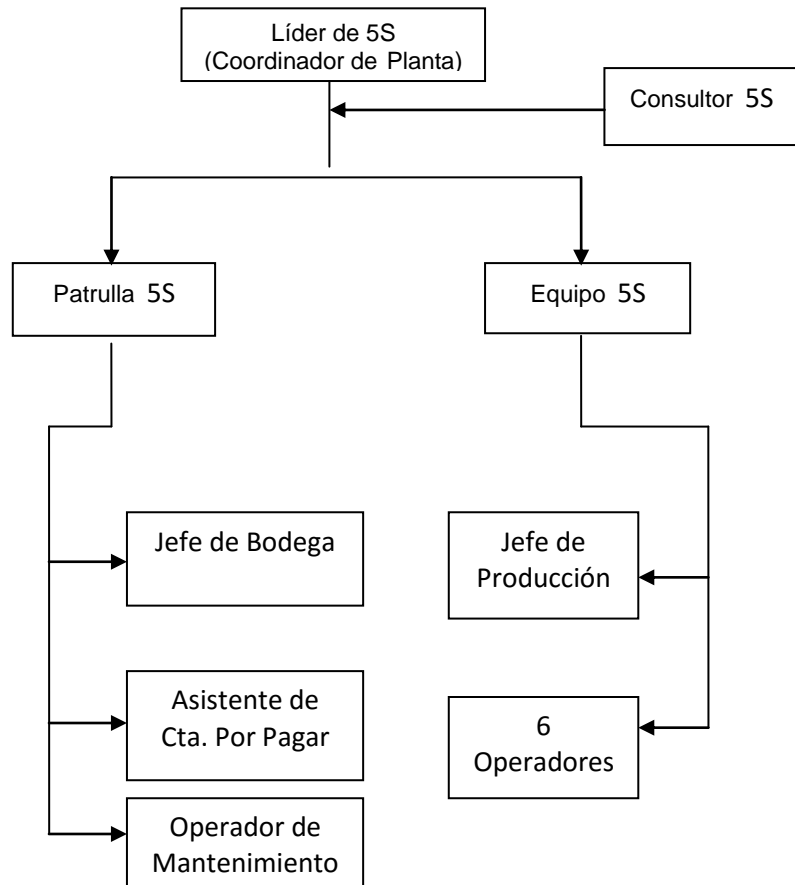 Líder de 5S
(Coordinador de Planta)
Consultor 5S
Patrulla 5S
Equipo 5S
Jefe de Bodega
Jefe de
Producción
Asistente de
Cta. Por Pagar
6
Operadores
Operador de
Mantenimiento